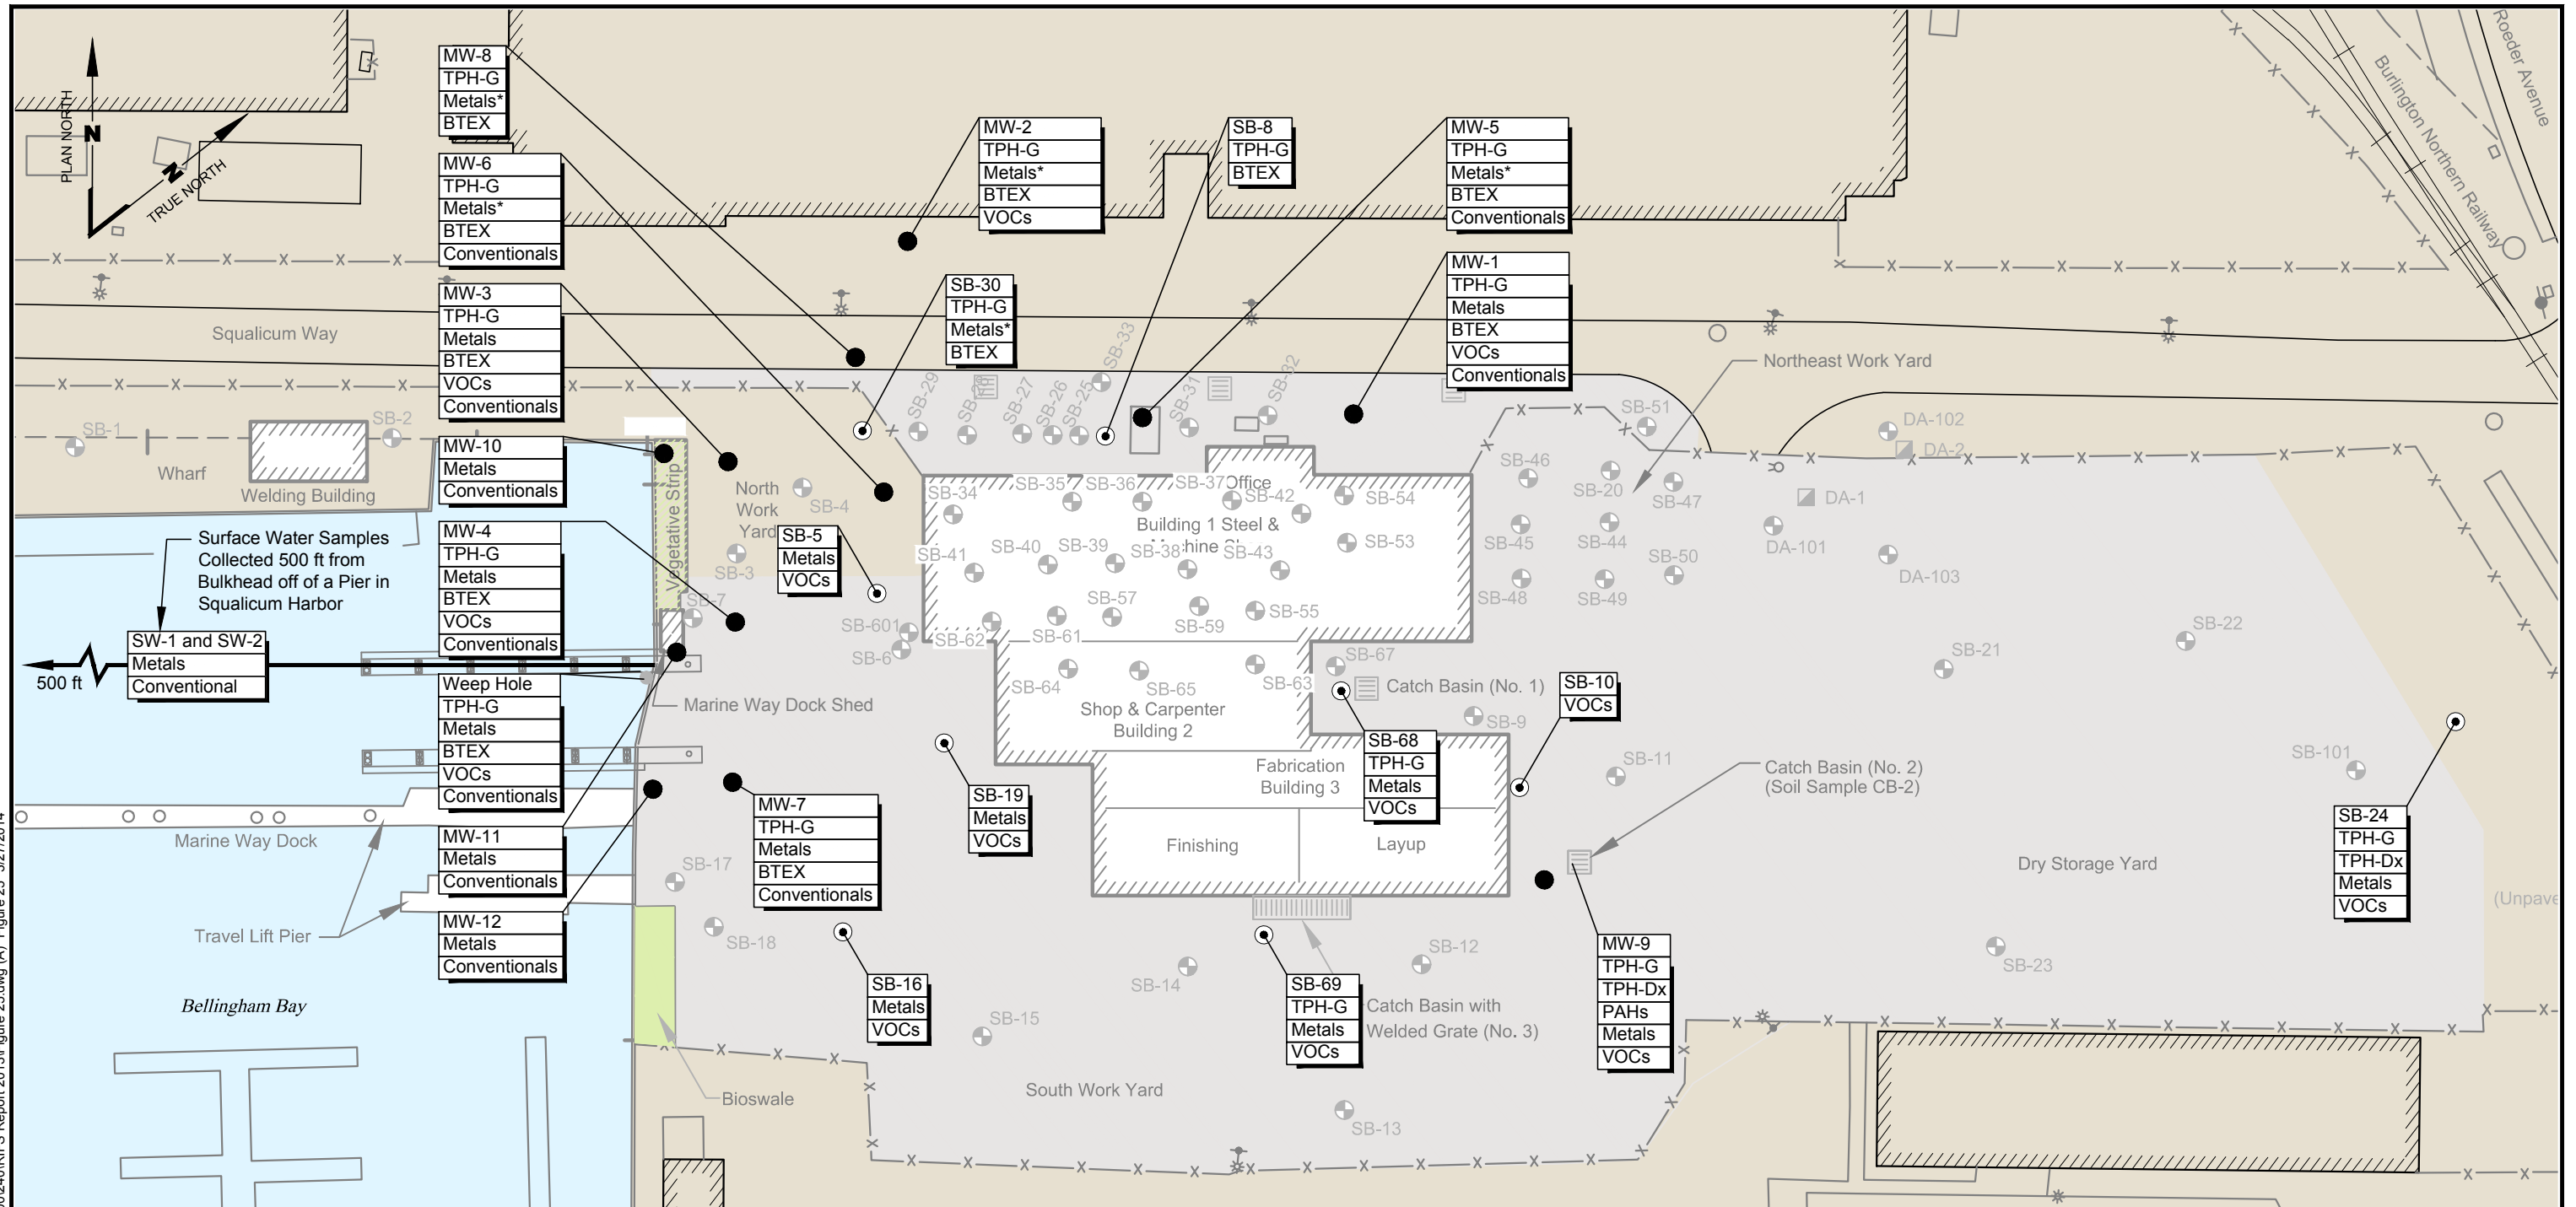 PLAN NORTH
N
N
TRUE NORTH
MW-8
TPH-G
Metals*
BTEX
MW-6
TPH-G
Metals*
BTEX
Conventionals
MW-3
TPH-G
Metals
BTEX
VOCs
Conventionals
MW-10
Metals
Conventionals
MW-4
TPH-G
Metals
BTEX
VOCs
Conventionals
Weep Hole
TPH-G
Metals
BTEX
VOCs
Conventionals
MW-11
Metals
Conventionals
MW-12
Metals
Conventionals
MW-2
TPH-G
Metals*
BTEX
VOCs
SB-8
TPH-G
BTEX
MW-5
TPH-G
Metals*
BTEX
Conventionals
MW-1
TPH-G
Metals
BTEX
VOCs
Conventionals
SB-30
TPH-G
Metals*
BTEX
Roeder Avenue
Burlington Northern Railway
Squalicum Way
Northeast Work Yard
SB-1
SB-2
Wharf
Welding Building
Vegetative Strip
North
Work
Yard
SB-4
SB-3
SB-7
SB-5
Metals
VOCs
SB-29
SB-27
SB-26
SB-25
SB-33
SB-31
SB-32
SB-51
DA-102
DA-2
DA-1
DA-101
DA-103
SB-46
SB-20
SB-47
SB-45
SB-44
SB-50
SB-48
SB-49
SB-34
SB-35
SB-36
SB-37
Office
SB-42
SB-54
Building 1 Steel &
SB-41
SB-40
SB-39
SB-38
SB-43
SB-53
SB-57
SB-55
SB-59
SB-61
SB-62
SB-601
SB-6
SB-64
SB-65
SB-63
SB-67
Shop & Carpenter
Building 2
Catch Basin (No. 1)
SB-9
SB-10
VOCs
SB-68
TPH-G
Metals
VOCs
SB-21
SB-22
SB-11
SB-101
Surface Water Samples
Collected 500 ft from
Bulkhead off of a Pier in
Squalicum Harbor
SW-1 and SW-2
Metals
Conventional
500 ft
Marine Way Dock Shed
Marine Way Dock
Travel Lift Pier
Bellingham Bay
Fabrication
Building 3
Finishing
Layup
Catch Basin (No. 2)
(Soil Sample CB-2)
Dry Storage Yard
SB-24
TPH-G
TPH-Dx
Metals
VOCs
SB-19
Metals
VOCs
MW-7
TPH-G
Metals
BTEX
Conventionals
SB-17
SB-18
SB-16
Metals
VOCs
SB-15
SB-14
SB-12
SB-69
TPH-G
Metals
VOCs
Catch Basin with
Welded Grate (No. 3)
MW-9
TPH-G
TPH-Dx
PAHs
Metals
VOCs
SB-23
South Work Yard
SB-13
Bioswale